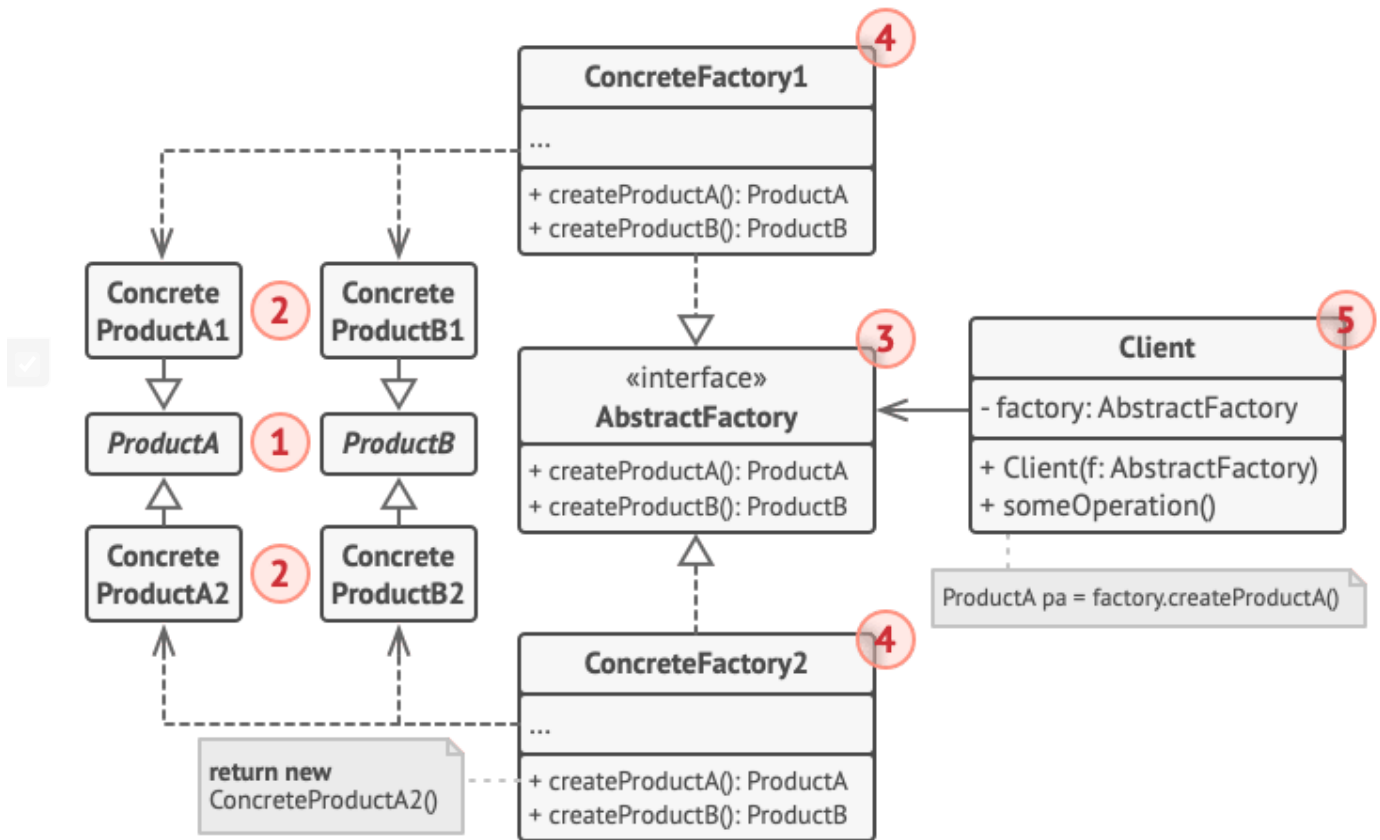 4
ConcreteFactory1
...
+ createProductA(): ProductA
+ createProductB(): ProductB
Concrete
ProductA1
2
Concrete
ProductB1
ProductA
1
ProductB
Concrete
ProductA2
2
Concrete
ProductB2
3
«interface»
AbstractFactory
+ createProductA(): ProductA
+ createProductB(): ProductB
5
Client
- factory: AbstractFactory
+ Client(f: AbstractFactory)
+ someOperation()
ProductA pa = factory.createProductA()
4
ConcreteFactory2
...
+ createProductA(): ProductA
+ createProductB(): ProductB
return new
ConcreteProductA2()